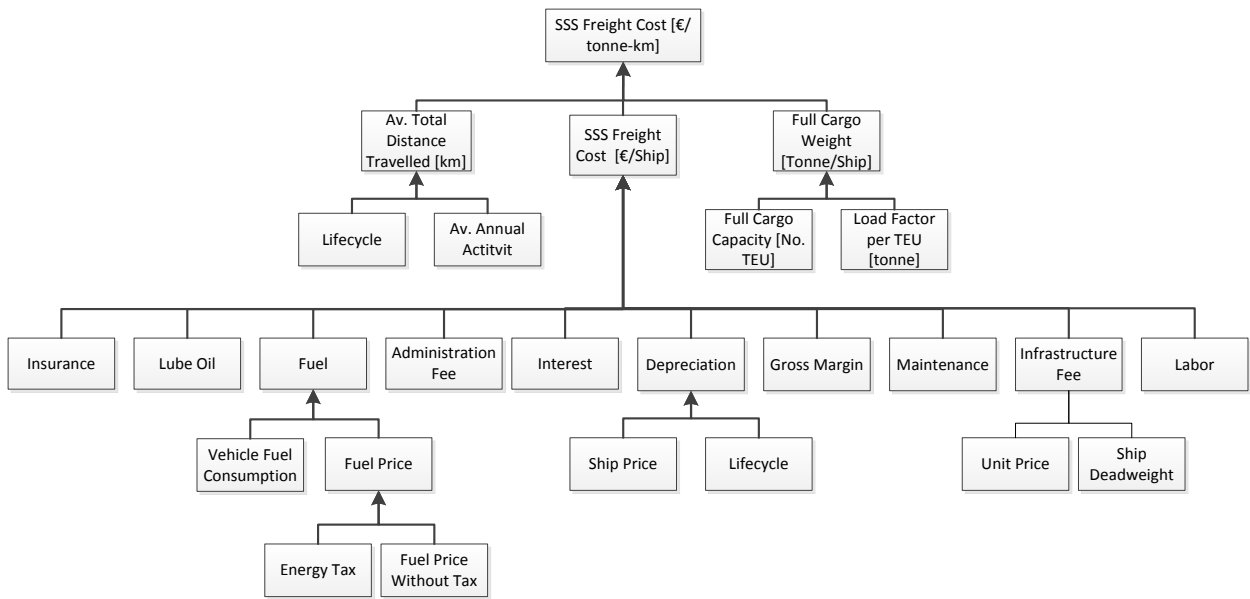 SSS Freight Cost [€/
tonne-km]
Av. Total
Distance
Travelled [km]
SSS Freight
Cost [€/Ship]
Full Cargo
Weight
[Tonne/Ship]
Lifecycle
Av. Annual
Actitvit
Full Cargo
Capacity [No.
TEU]
Load Factor
per TEU
[tonne]
Insurance
Lube Oil
Fuel
Administration
Fee
Interest
Depreciation
Gross Margin
Maintenance
Infrastructure
Fee
Labor
Vehicle Fuel
Consumption
Fuel Price
Ship Price
Lifecycle
Unit Price
Ship
Deadweight
Energy Tax
Fuel Price
Without Tax